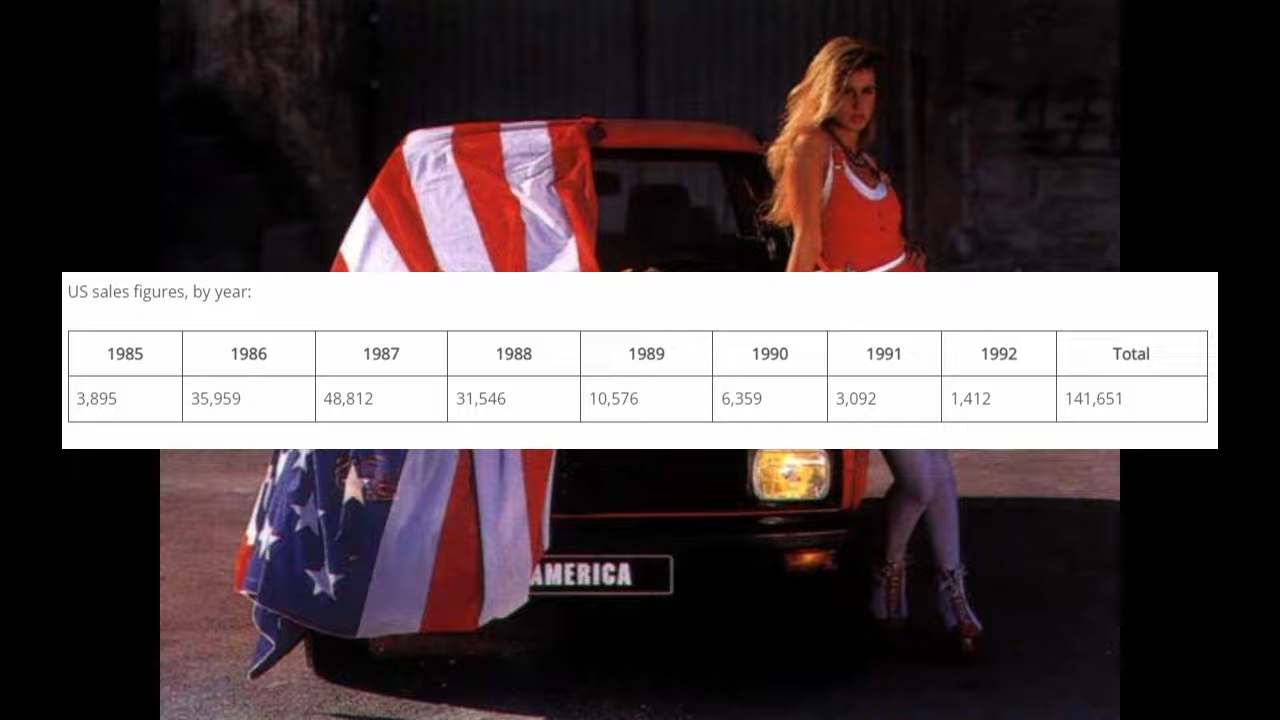 US sales figures, by year:
1985 1986 1987 1988 1989 1990 1991 1992 Total
3,895 35,959 48,812 31,546 10,576 6,359 3,092 1,412 141,651
AMERICA